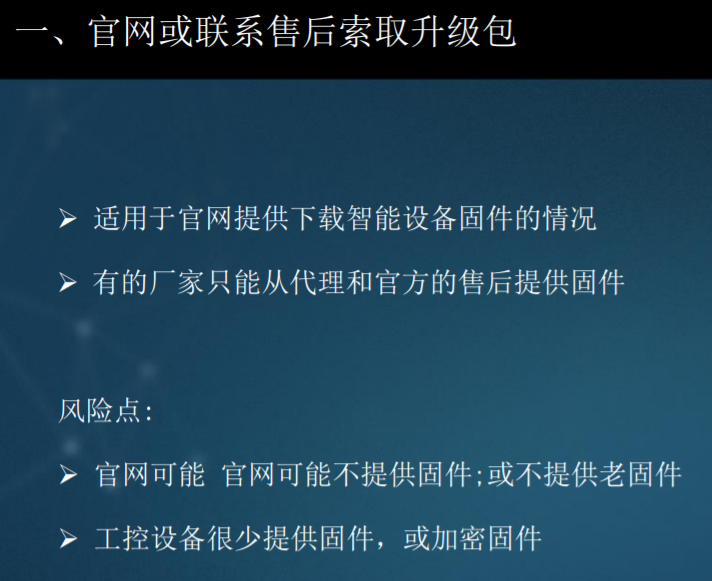 一、官网或联系售后索取升级包
➢ 适用于官网提供下载智能设备固件的情况
➢ 有的厂家只能从代理和官方的售后提供固件
风险点:
➢ 官网可能 官网可能不提供固件;或不提供老固件
➢ 工控设备很少提供固件，或加密固件